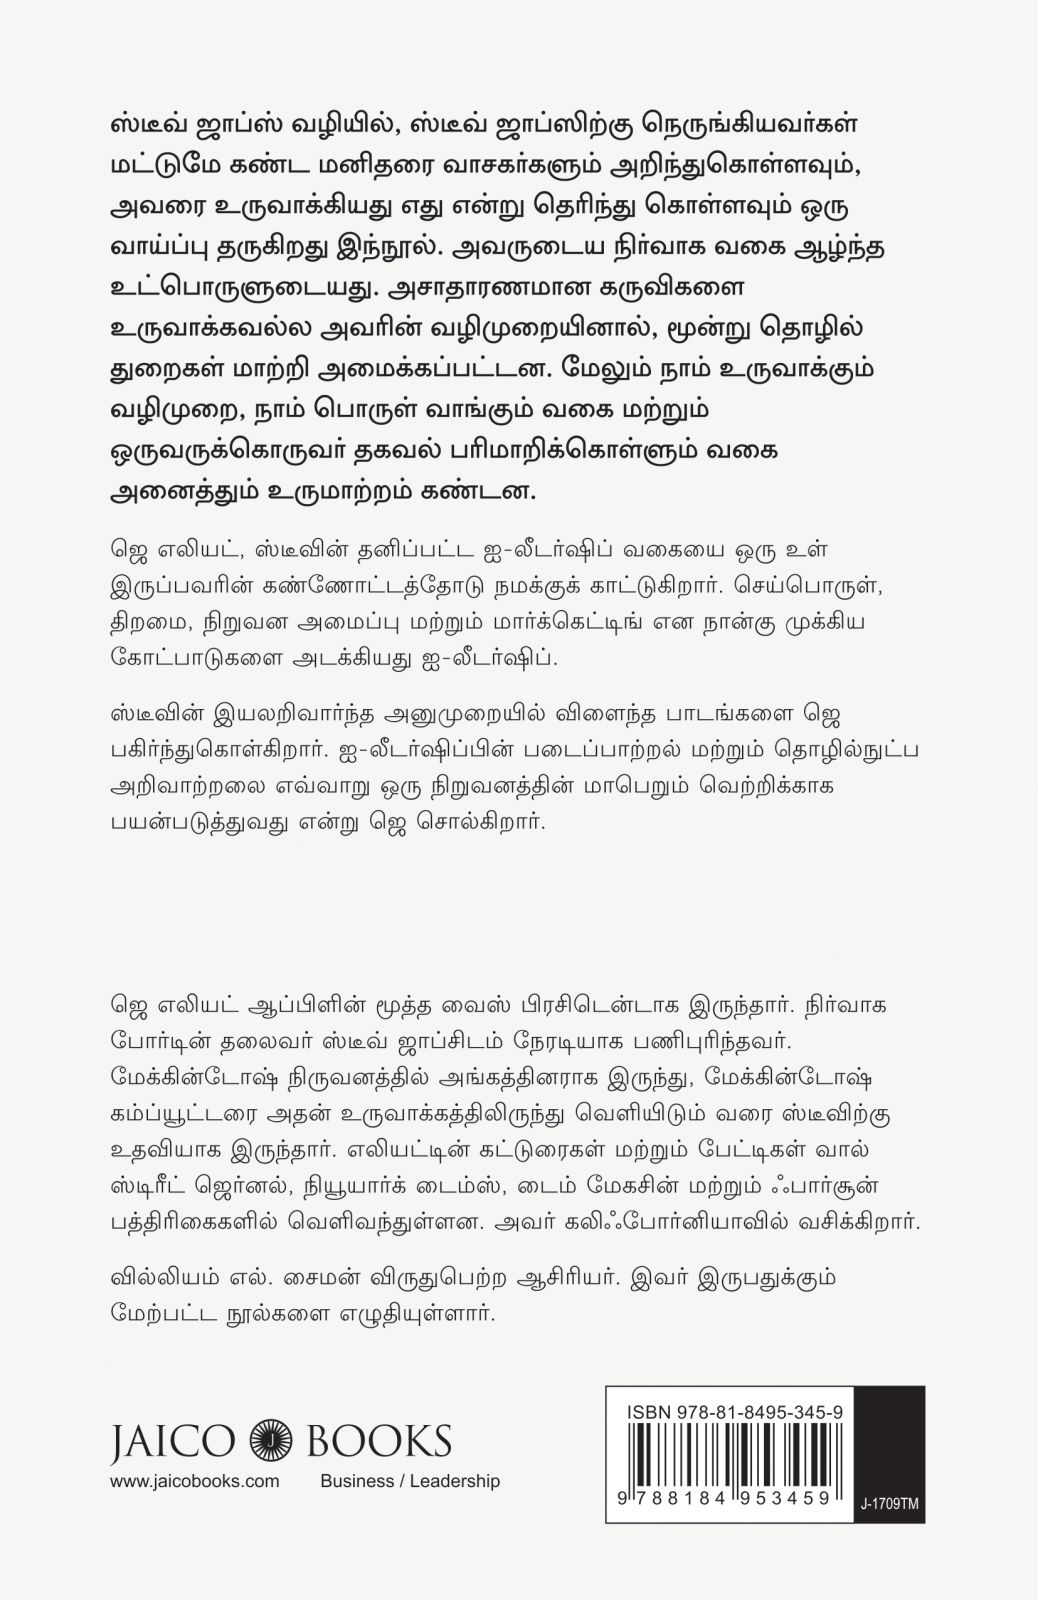 ஸ்டீவ் ஜாப்ஸ் வழியில், ஸ்டீவ் ஜாப்ஸிற்கு நெருங்கியவர்கள்
மட்டுமே கண்ட மனிதரை வாசகர்களும் அறிந்துகொள்ளவும்,
அவரை உருவாக்கியது எது என்று தெரிந்து கொள்ளவும் ஒரு
வாய்ப்பு தருகிறது இந்நூல். அவருடைய நிர்வாக வகை ஆழ்ந்த
உட்பொருளுடையது. அசாதாரணமான கருவிகளை
உருவாக்கவல்ல அவரின் வழிமுறையினால், மூன்று தொழில்
துறைகள் மாற்றி அமைக்கப்பட்டன. மேலும் நாம் உருவாக்கும்
வழிமுறை, நாம் பொருள் வாங்கும் வகை மற்றும்
ஒருவருக்கொருவர் தகவல் பரிமாறிக்கொள்ளும் வகை
அனைத்தும் உருமாற்றம் கண்டன.
ஜெ எலியட், ஸ்டீவின் தனிப்பட்ட ஐ-லீடர்ஷிப் வகையை ஒரு உள்
இருப்பவரின் கண்ணோட்டத்தோடு நமக்குக் காட்டுகிறார். செய்பொருள்,
திறமை, நிறுவன அமைப்பு மற்றும் மார்க்கெட்டிங் என நான்கு முக்கிய
கோட்பாடுகளை அடக்கியது ஐ-லீடர்ஷிப்.
ஸ்டீவின் இயலறிவார்ந்த அனுமுறையில் விளைந்த பாடங்களை ஜெ
பகிர்ந்துகொள்கிறார். ஐ-லீடர்ஷிப்பின் படைப்பாற்றல் மற்றும் தொழில்நுட்ப
அறிவாற்றலை எவ்வாறு ஒரு நிறுவனத்தின் மாபெறும் வெற்றிக்காக
பயன்படுத்துவது என்று ஜெ சொல்கிறார்.
ஜெ எலியட் ஆப்பிளின் மூத்த வைஸ் பிரசிடென்டாக இருந்தார். நிர்வாக
போர்டின் தலைவர் ஸ்டீவ் ஜாப்சிடம் நேரடியாக பணிபுரிந்தவர்.
மேக்கின்டோஷ் நிருவனத்தில் அங்கத்தினராக இருந்து, மேக்கின்டோஷ்
கம்ப்யூட்டரை அதன் உருவாக்கத்திலிருந்து வெளியிடும் வரை ஸ்டீவிற்கு
உதவியாக இருந்தார். எலியட்டின் கட்டுரைகள் மற்றும் பேட்டிகள் வால்
ஸ்டிரீட் ஜெர்னல், நியூயார்க் டைம்ஸ், டைம் மேகசின் மற்றும் ஃபார்சூன்
பத்திரிகைகளில் வெளிவந்துள்ளன. அவர் கலிஃபோர்னியாவில் வசிக்கிறார்.
வில்லியம் எல். சைமன் விருதுபெற்ற ஆசிரியர். இவர் இருபதுக்கும்
மேற்பட்ட நூல்களை எழுதியுள்ளார்.
JAICO J BOOKS
www.jaicobooks.com Business / Leadership
ISBN 978-81-8495-345-9
9 788184 953459
J-1709TM